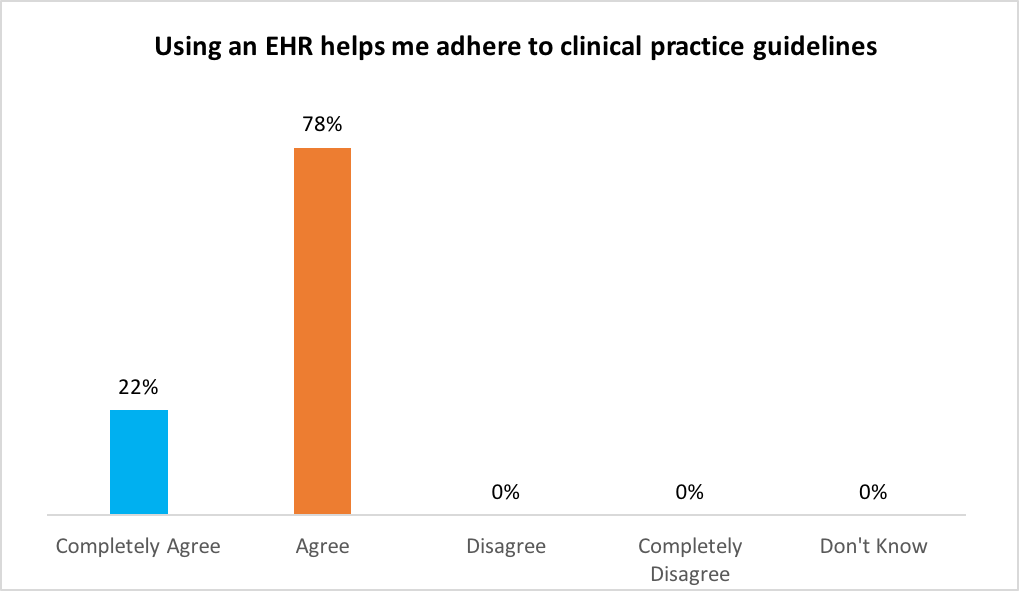 Using an EHR helps me adhere to clinical practice guidelines
78%
22%
0%
0%
0%
Completely Agree
Agree
Disagree
Completely
Disagree
Don't Know